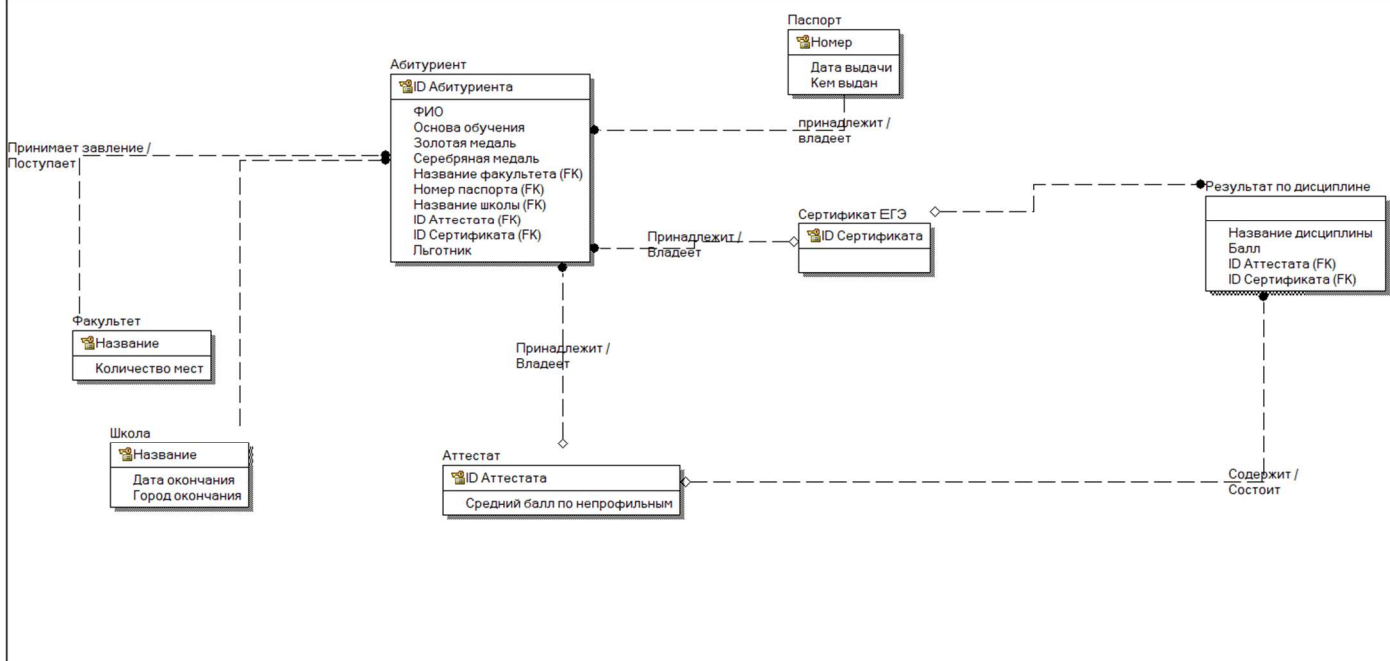 Паспорт
Номер
Дата выдачи
Кем выдан
принадлежит /
владеет
Абитуриент
ID Абитуриента
ФИО
Основа обучения
Золотая медаль
Серебряная медаль
Название факультета (FK)
Номер паспорта (FK)
Название школы (FK)
ID Аттестата (FK)
ID Сертификата (FK)
Льготник
Принимает завление /
Поступает
Результат по дисциплине
Название дисциплины
Балл
ID Аттестата (FK)
ID Сертификата (FK)
Сертификат ЕГЭ
ID Сертификата
Принадлежит /
Владеет
Факультет
Название
Количество мест
Принадлежит /
Владеет
Школа
Название
Дата окончания
Город окончания
Аттестат
ID Аттестата
Средний балл по непрофильным
Содержит /
Состоит